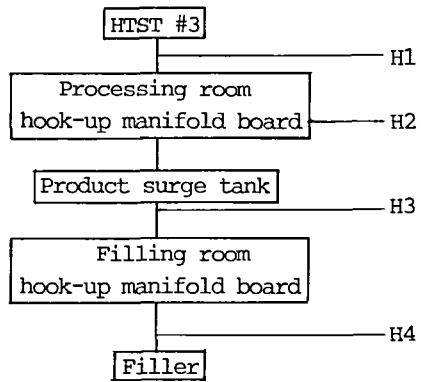 HTST #3
H1
Processing room
hook-up manifold board
H2
Product surge tank
H3
Filling room
hook-up manifold board
H4
Filler